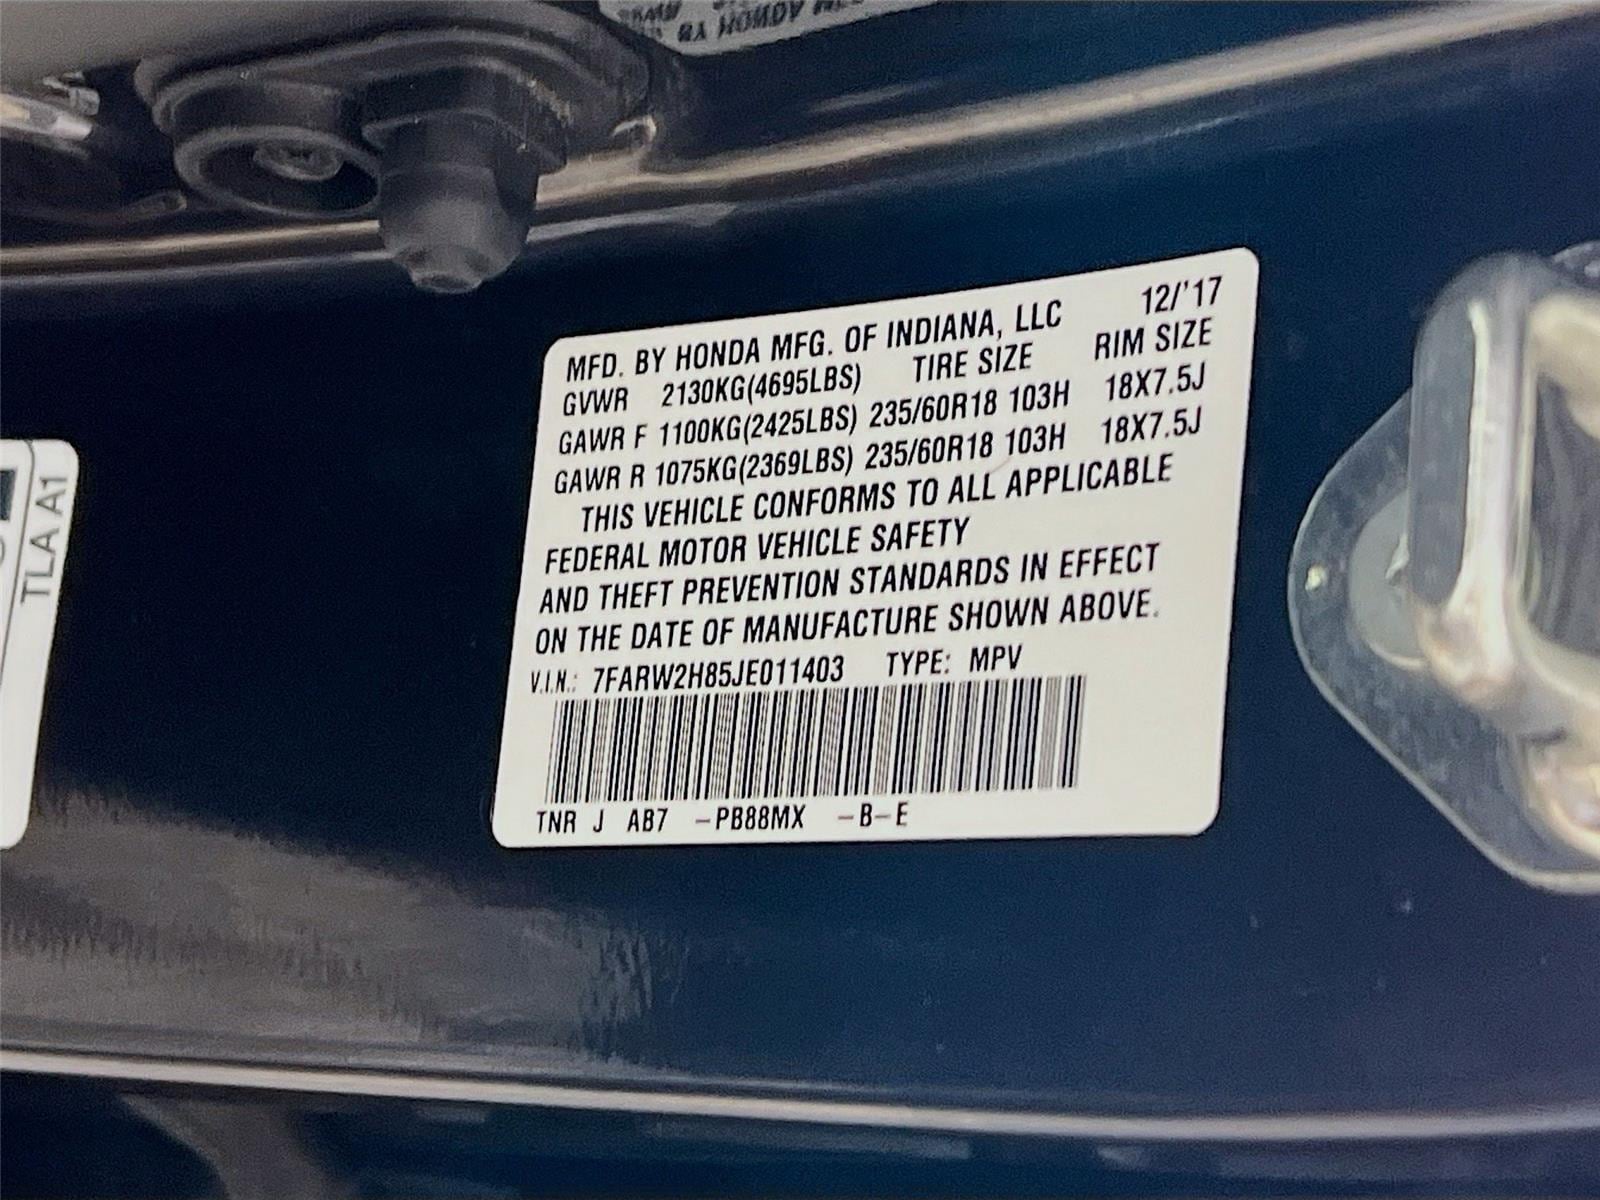 MFD. BY HONDA MFG. OF INDIANA, LLC 12/'17
GVWR 2130KG(4695LBS) TIRE SIZE RIM SIZE
GAWR F 1100KG(2425LBS) 235/60R18 103H 18X7.5J
GAWR R 1075KG(2369LBS) 235/60R18 103H 18X7.5J
THIS VEHICLE CONFORMS TO ALL APPLICABLE
FEDERAL MOTOR VEHICLE SAFETY
AND THEFT PREVENTION STANDARDS IN EFFECT
ON THE DATE OF MANUFACTURE SHOWN ABOVE.
V.I.N.: 7FARW2H85JE011403 TYPE: MPV
TNR J AB7 -PB88MX -B-E
TLA A1